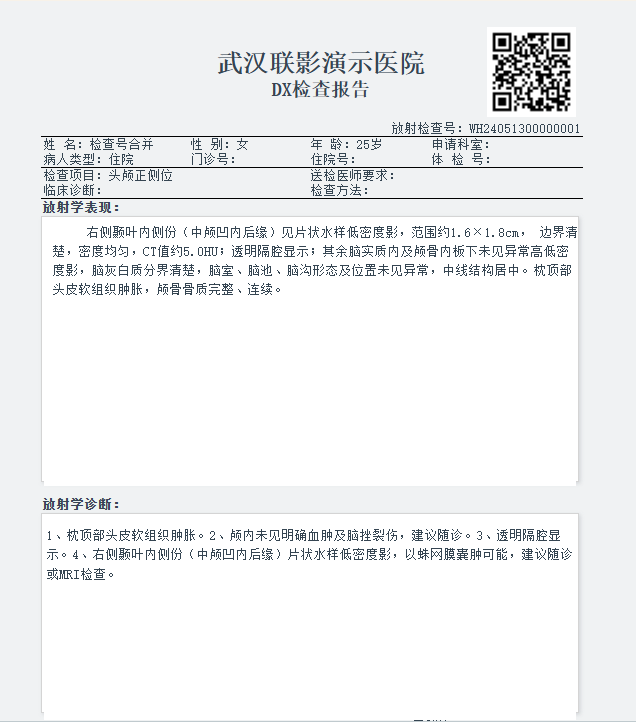 武汉联影演示医院
DX检查报告
放射检查号：WH24051300000001
姓 名：检查号合并 性 别：女 年 龄：25岁 申请科室：
病人类型：住院 门诊号： 住院号： 体 检 号：
检查项目：头颅正侧位 送检医师要求：
临床诊断： 检查方法：
放射学表现：
右侧颞叶内侧份（中颅凹内后缘）见片状水样低密度影，范围约1.6×1.8cm， 边界清
楚，密度均匀，CT值约5.0HU；透明隔腔显示；其余脑实质内及颅骨内板下未见异常高低密
度影，脑灰白质分界清楚，脑室、脑池、脑沟形态及位置未见异常，中线结构居中。枕顶部
头皮软组织肿胀，颅骨骨质完整、连续。
放射学诊断：
1、枕顶部头皮软组织肿胀。2、颅内未见明确血肿及脑挫裂伤，建议随诊。3、透明隔腔显
示。4、右侧颞叶内侧份（中颅凹内后缘）片状水样低密度影，以蛛网膜囊肿可能，建议随诊
或MRI检查。